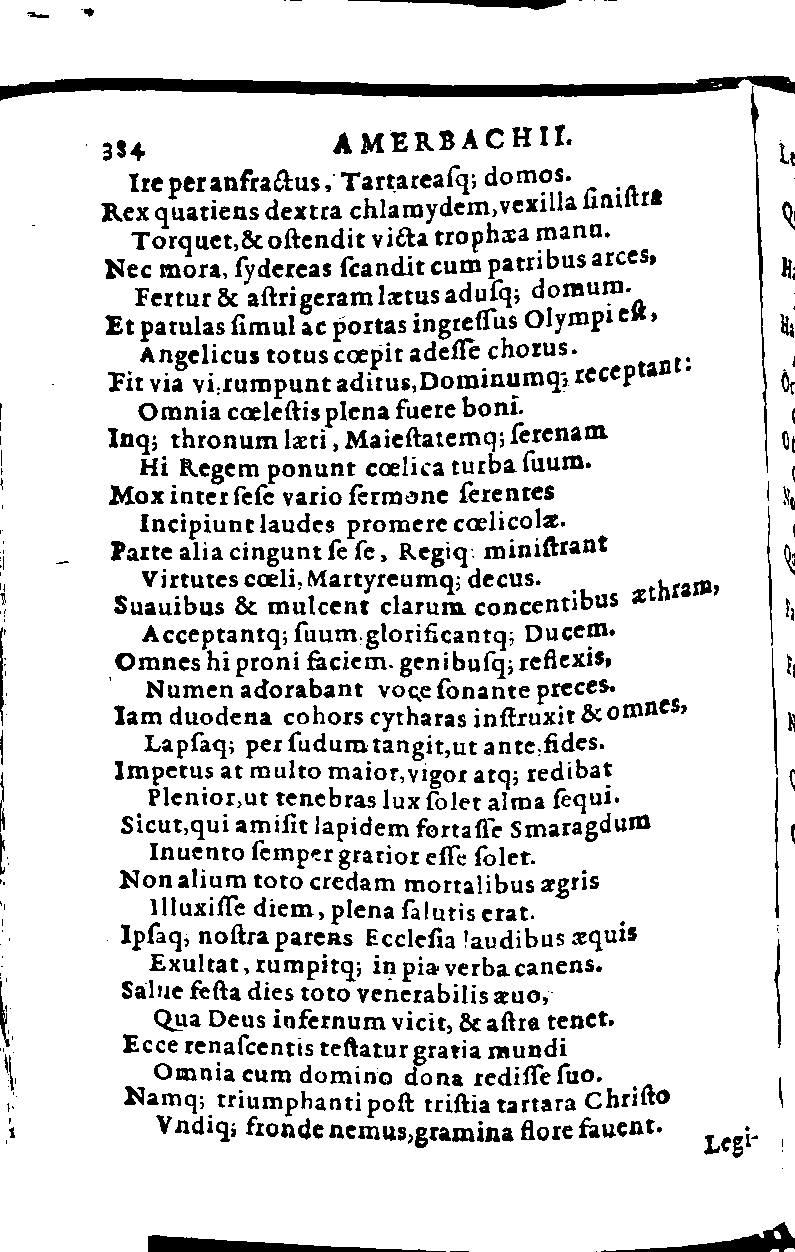 384 AMERBACHII.
Ire per anfractus, Tartareaſq; domos.
Rex quatiens dextra chlamydem, vexilla ſiniſtra
Torquet, & oſtendit victa trophæa manu.
Nec mora, ſydereas ſcandit cum patribus arces,
Fertur & aſtrigeram lætus aduſq; domum.
Et patulas ſimul ac portas ingreſſus Olympi eſt,
Angelicus totus cœpit adeſſe chorus.
Fit via vi, rumpunt aditus, Dominumq; receptant:
Omnia cœleſtis plena fuere boni.
Inq; thronum læti, Maieſtatemq; ſerenam
Hi Regem ponunt cœlica turba ſuum.
Mox inter ſeſe vario ſermone ſerentes
Incipiunt laudes promere cœlicolæ.
Parte alia cingunt ſe ſe, Regiq; miniſtrant
Virtutes cœli, Martyreumq; decus.
Suauibus & mulcent clarum concentibus æthram,
Acceptantq; ſuum, glorificantq; Ducem.
Omnes hi proni faciem. genibuſq; reflexis,
Numen adorabant voce ſonante preces.
Iam duodena cohors cytharas inſtruxit & omnes,
Lapſaq; per ſudum tangit, ut ante, fides.
Impetus at multo maior, vigor atq; redibat
Plenior, ut tenebras lux ſolet alma ſequi.
Sicut, qui amiſit lapidem fortaſſe Smaragdum
Inuento ſemper gratior eſſe ſolet.
Non alium toto credam mortalibus ægris
Illuxiſſe diem, plena ſalutis erat.
Ipſaq; noſtra parens Eccleſia laudibus æquis
Exultat, rumpitq; in pia verba canens.
Salue feſta dies toto venerabilis æuo,
Qua Deus infernum vicit, & aſtra tenet.
Ecce renaſcentis teſtatur gratia mundi
Omnia cum domino dona rediſſe ſuo.
Namq; triumphanti poſt triſtia tartara Chriſto
Vndiq; fronde nemus, gramina flore fauent.
Legi-